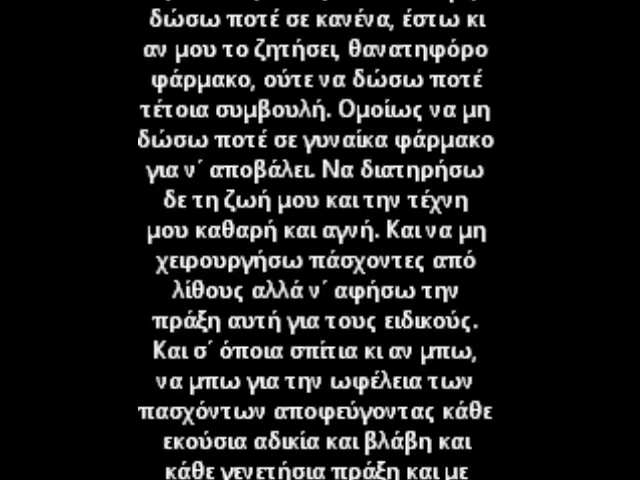 δώσω ποτέ σε κανένα, έστω κι
αν μου το ζητήσει, θανατηφόρο
φάρμακο, ούτε να δώσω ποτέ
τέτοια συμβουλή. Ομοίως να μη
δώσω ποτέ σε γυναίκα φάρμακο
για ν΄ αποβάλει. Να διατηρήσω
δε τη ζωή μου και την τέχνη
μου καθαρή και αγνή. Και να μη
χειρουργήσω πάσχοντες από
λίθους αλλά ν΄ αφήσω την
πράξη αυτή για τους ειδικούς.
Και σ΄ όποια σπίτια κι αν μπω,
να μπω για την ωφέλεια των
πασχόντων αποφεύγοντας κάθε
εκούσια αδικία και βλάβη και
κάθε γενετήσια πράξη και με